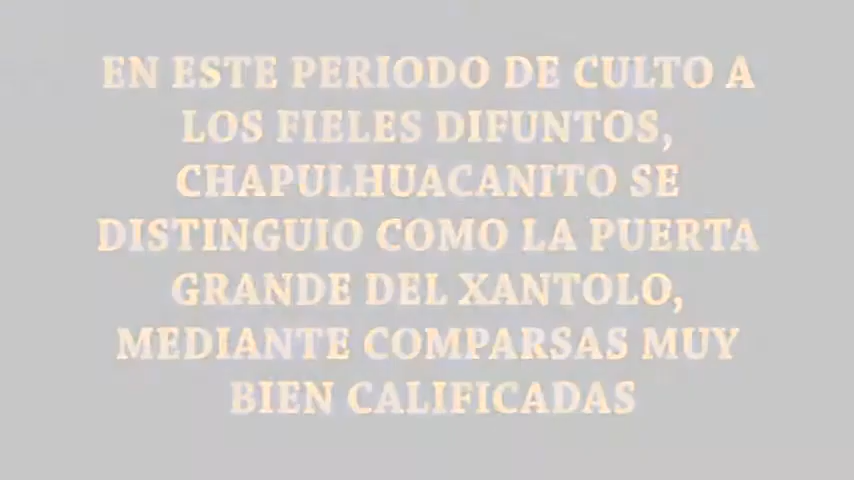 EN ESTE PERIODO DE CULTO A
LOS FIELES DIFUNTOS,
CHAPULHUACANITO SE
DISTINGUIO COMO LA PUERTA
GRANDE DEL XANTOLO,
MEDIANTE COMPARSAS MUY
BIEN CALIFICADAS